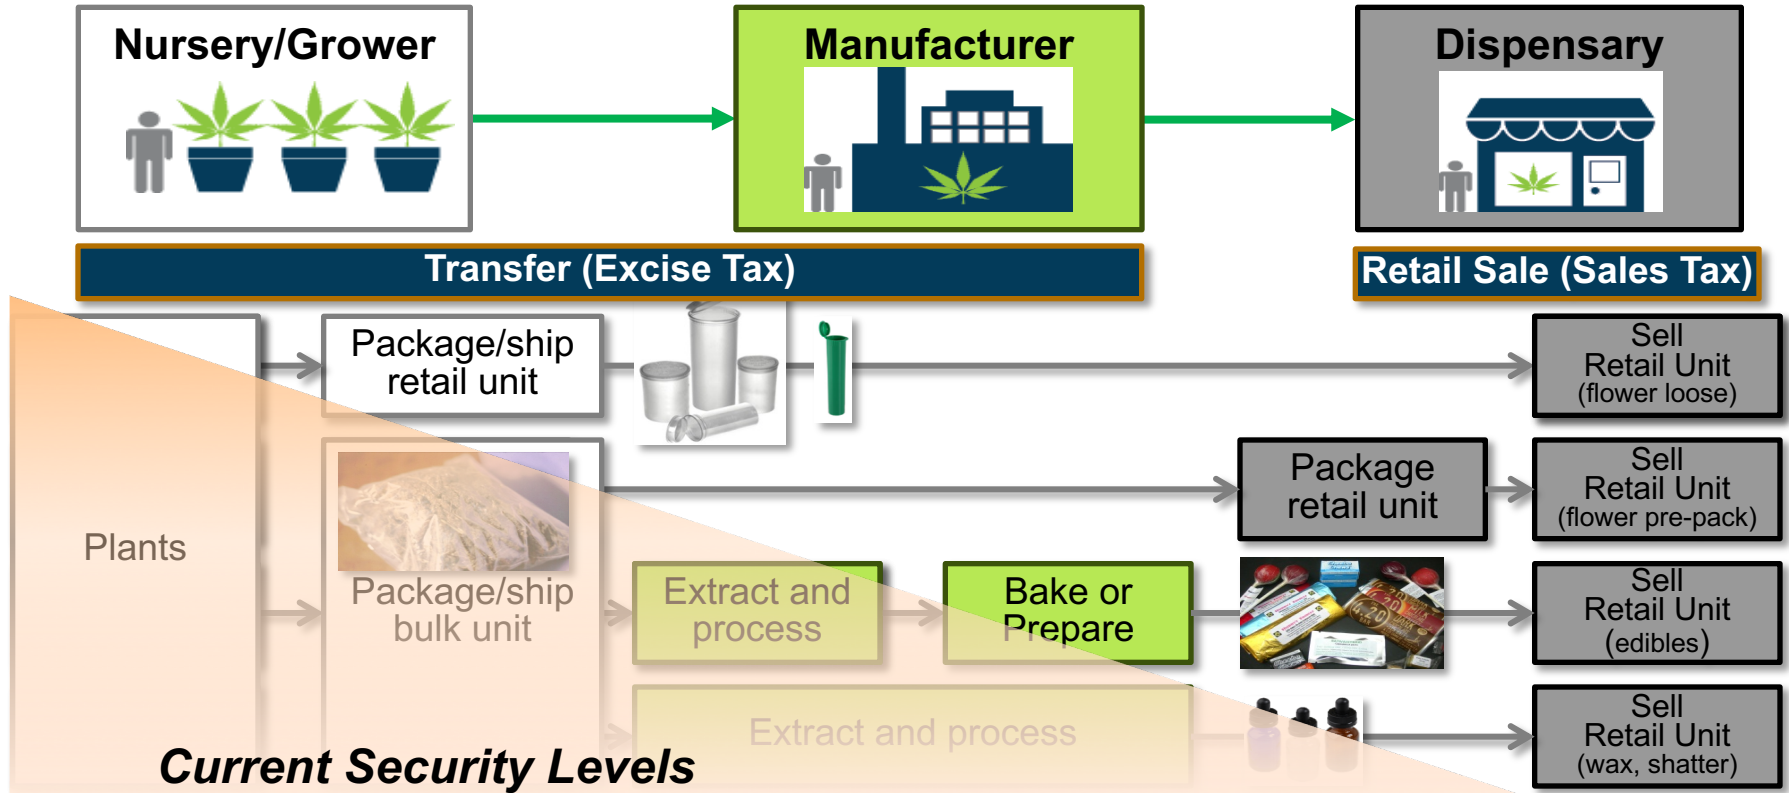 Nursery/Grower
Manufacturer
Dispensary
Transfer (Excise Tax)
Retail Sale (Sales Tax)
Package/ship
retail unit
Sell
Retail Unit
(flower loose)
Plants
Package/ship
bulk unit
Package
retail unit
Sell
Retail Unit
(flower pre-pack)
Extract and
process
Bake or
Prepare
4.20
Sell
Retail Unit
(edibles)
Extract and process
Sell
Retail Unit
(wax, shatter)
Current Security Levels